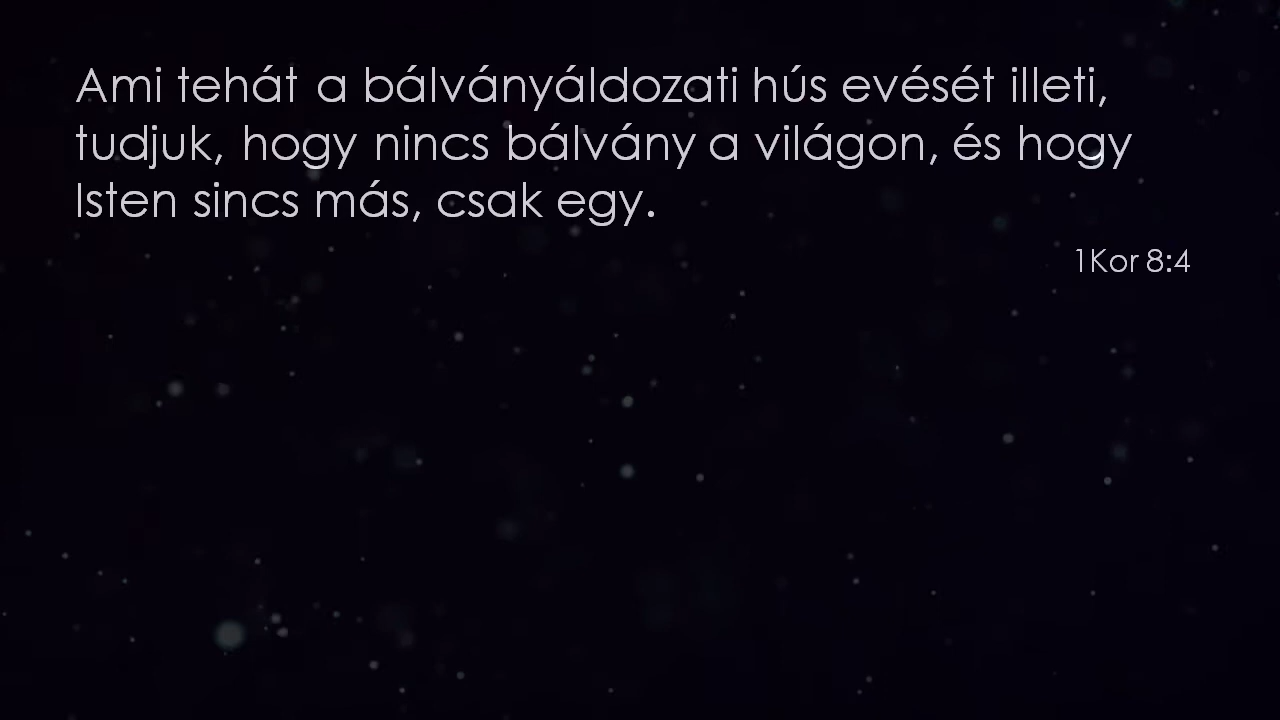 Ami tehát a bálványáldozati hús evését illeti,
tudjuk, hogy nincs bálvány a világon, és hogy
Isten sincs más, csak egy.
1Kor 8:4